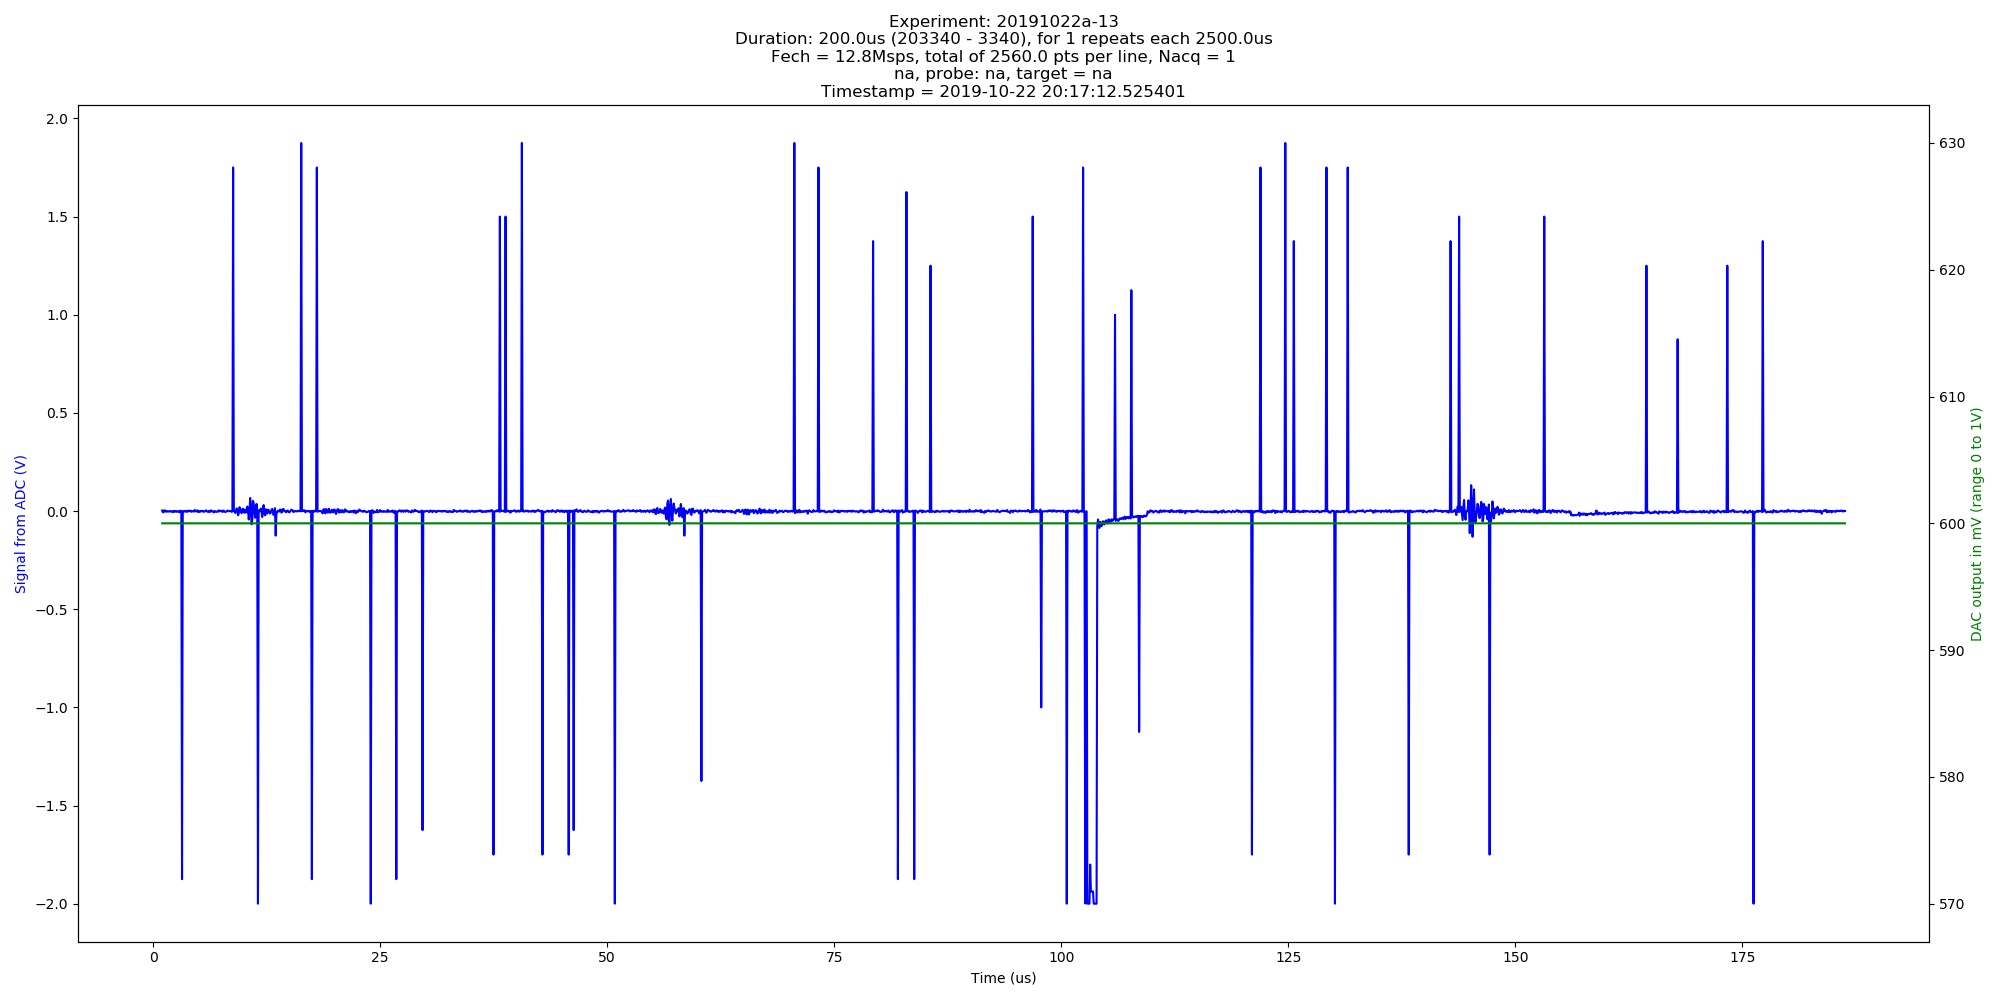 Experiment: 20191022a-13
Duration: 200.0us (203340 - 3340), for 1 repeats each 2500.0us
Fech = 12.8Msps, total of 2560.0 pts per line, Nacq = 1
na, probe: na, target = na
Timestamp = 2019-10-22 20:17:12.525401
2.0
1.5
1.0
0.5
0.0
−0.5
−1.0
−1.5
−2.0
Signal from ADC (V)
630
620
610
600
590
580
570
DAC output in mV (range 0 to 1V)
0 25 50 75 100 125 150 175
Time (us)